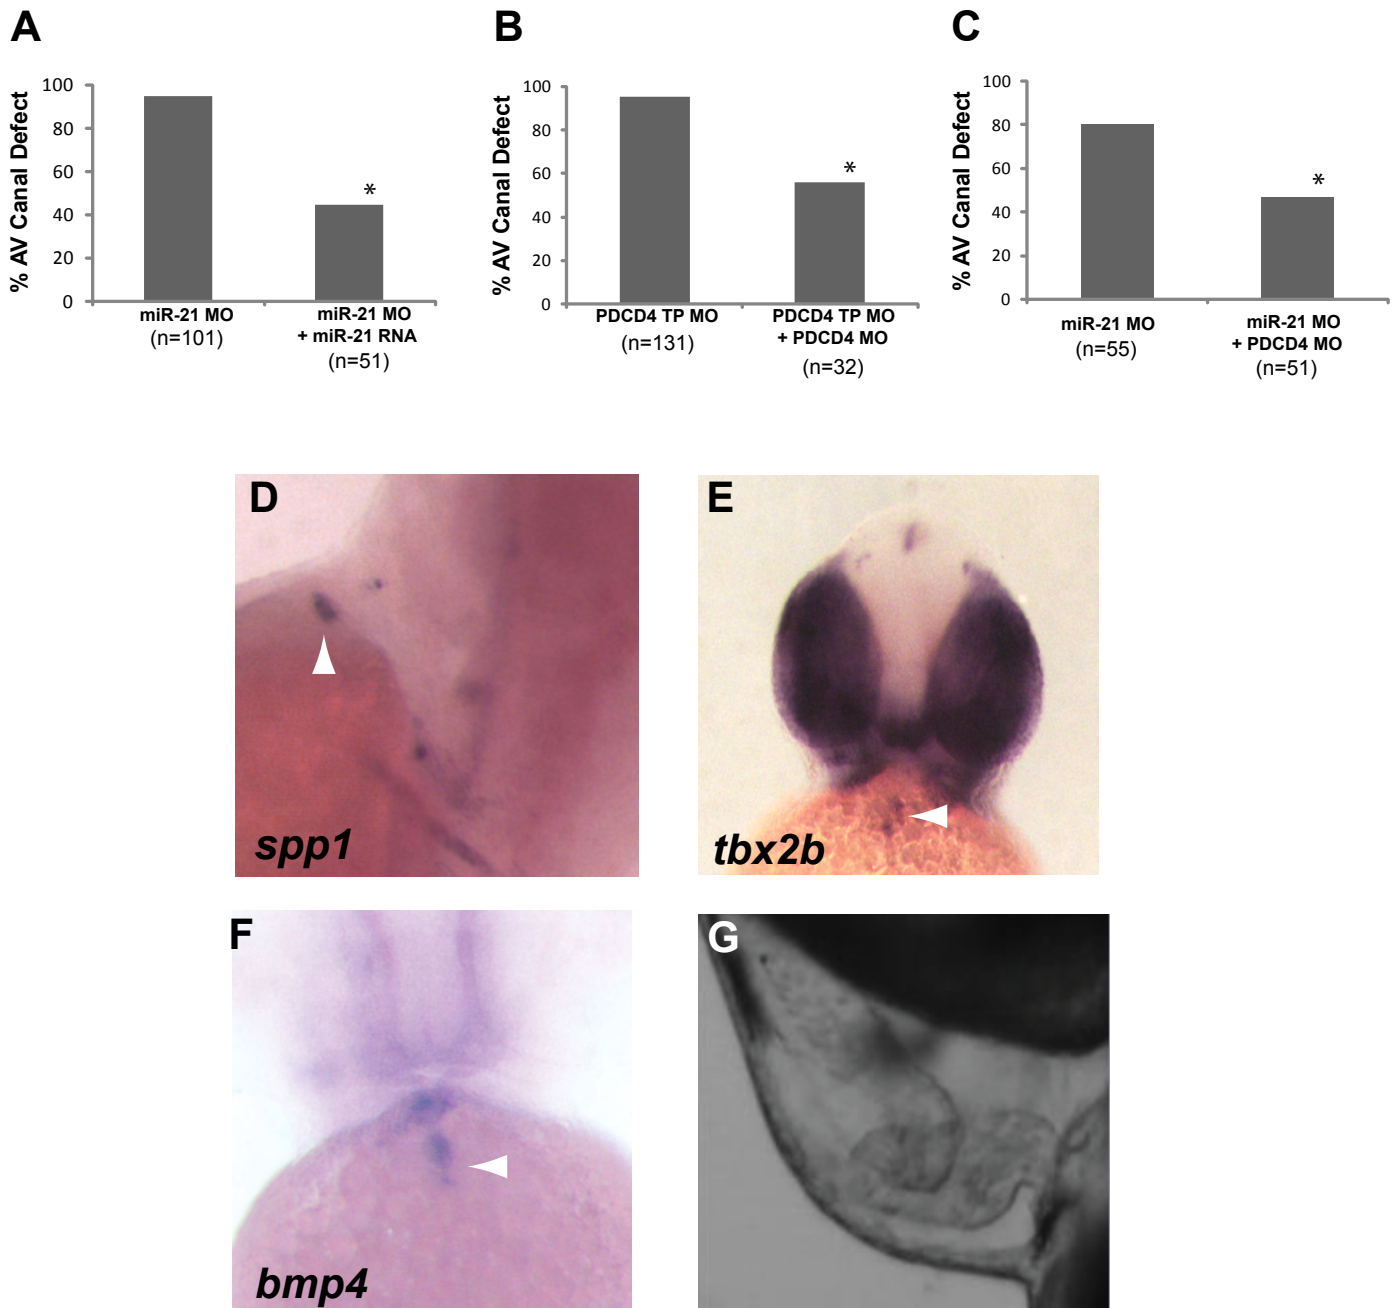 A
% AV Canal Defect
100
80
60
40
20
0
*
miR-21 MO
(n=101)
miR-21 MO
+ miR-21 RNA
(n=51)
B
% AV Canal Defect
100
80
60
40
20
0
*
PDCD4 TP MO
(n=131)
PDCD4 TP MO
+ PDCD4 MO
(n=32)
C
% AV Canal Defect
100
80
60
40
20
0
*
miR-21 MO
(n=55)
miR-21 MO
+ PDCD4 MO
(n=51)
D
spp1
E
tbx2b
F
bmp4
G